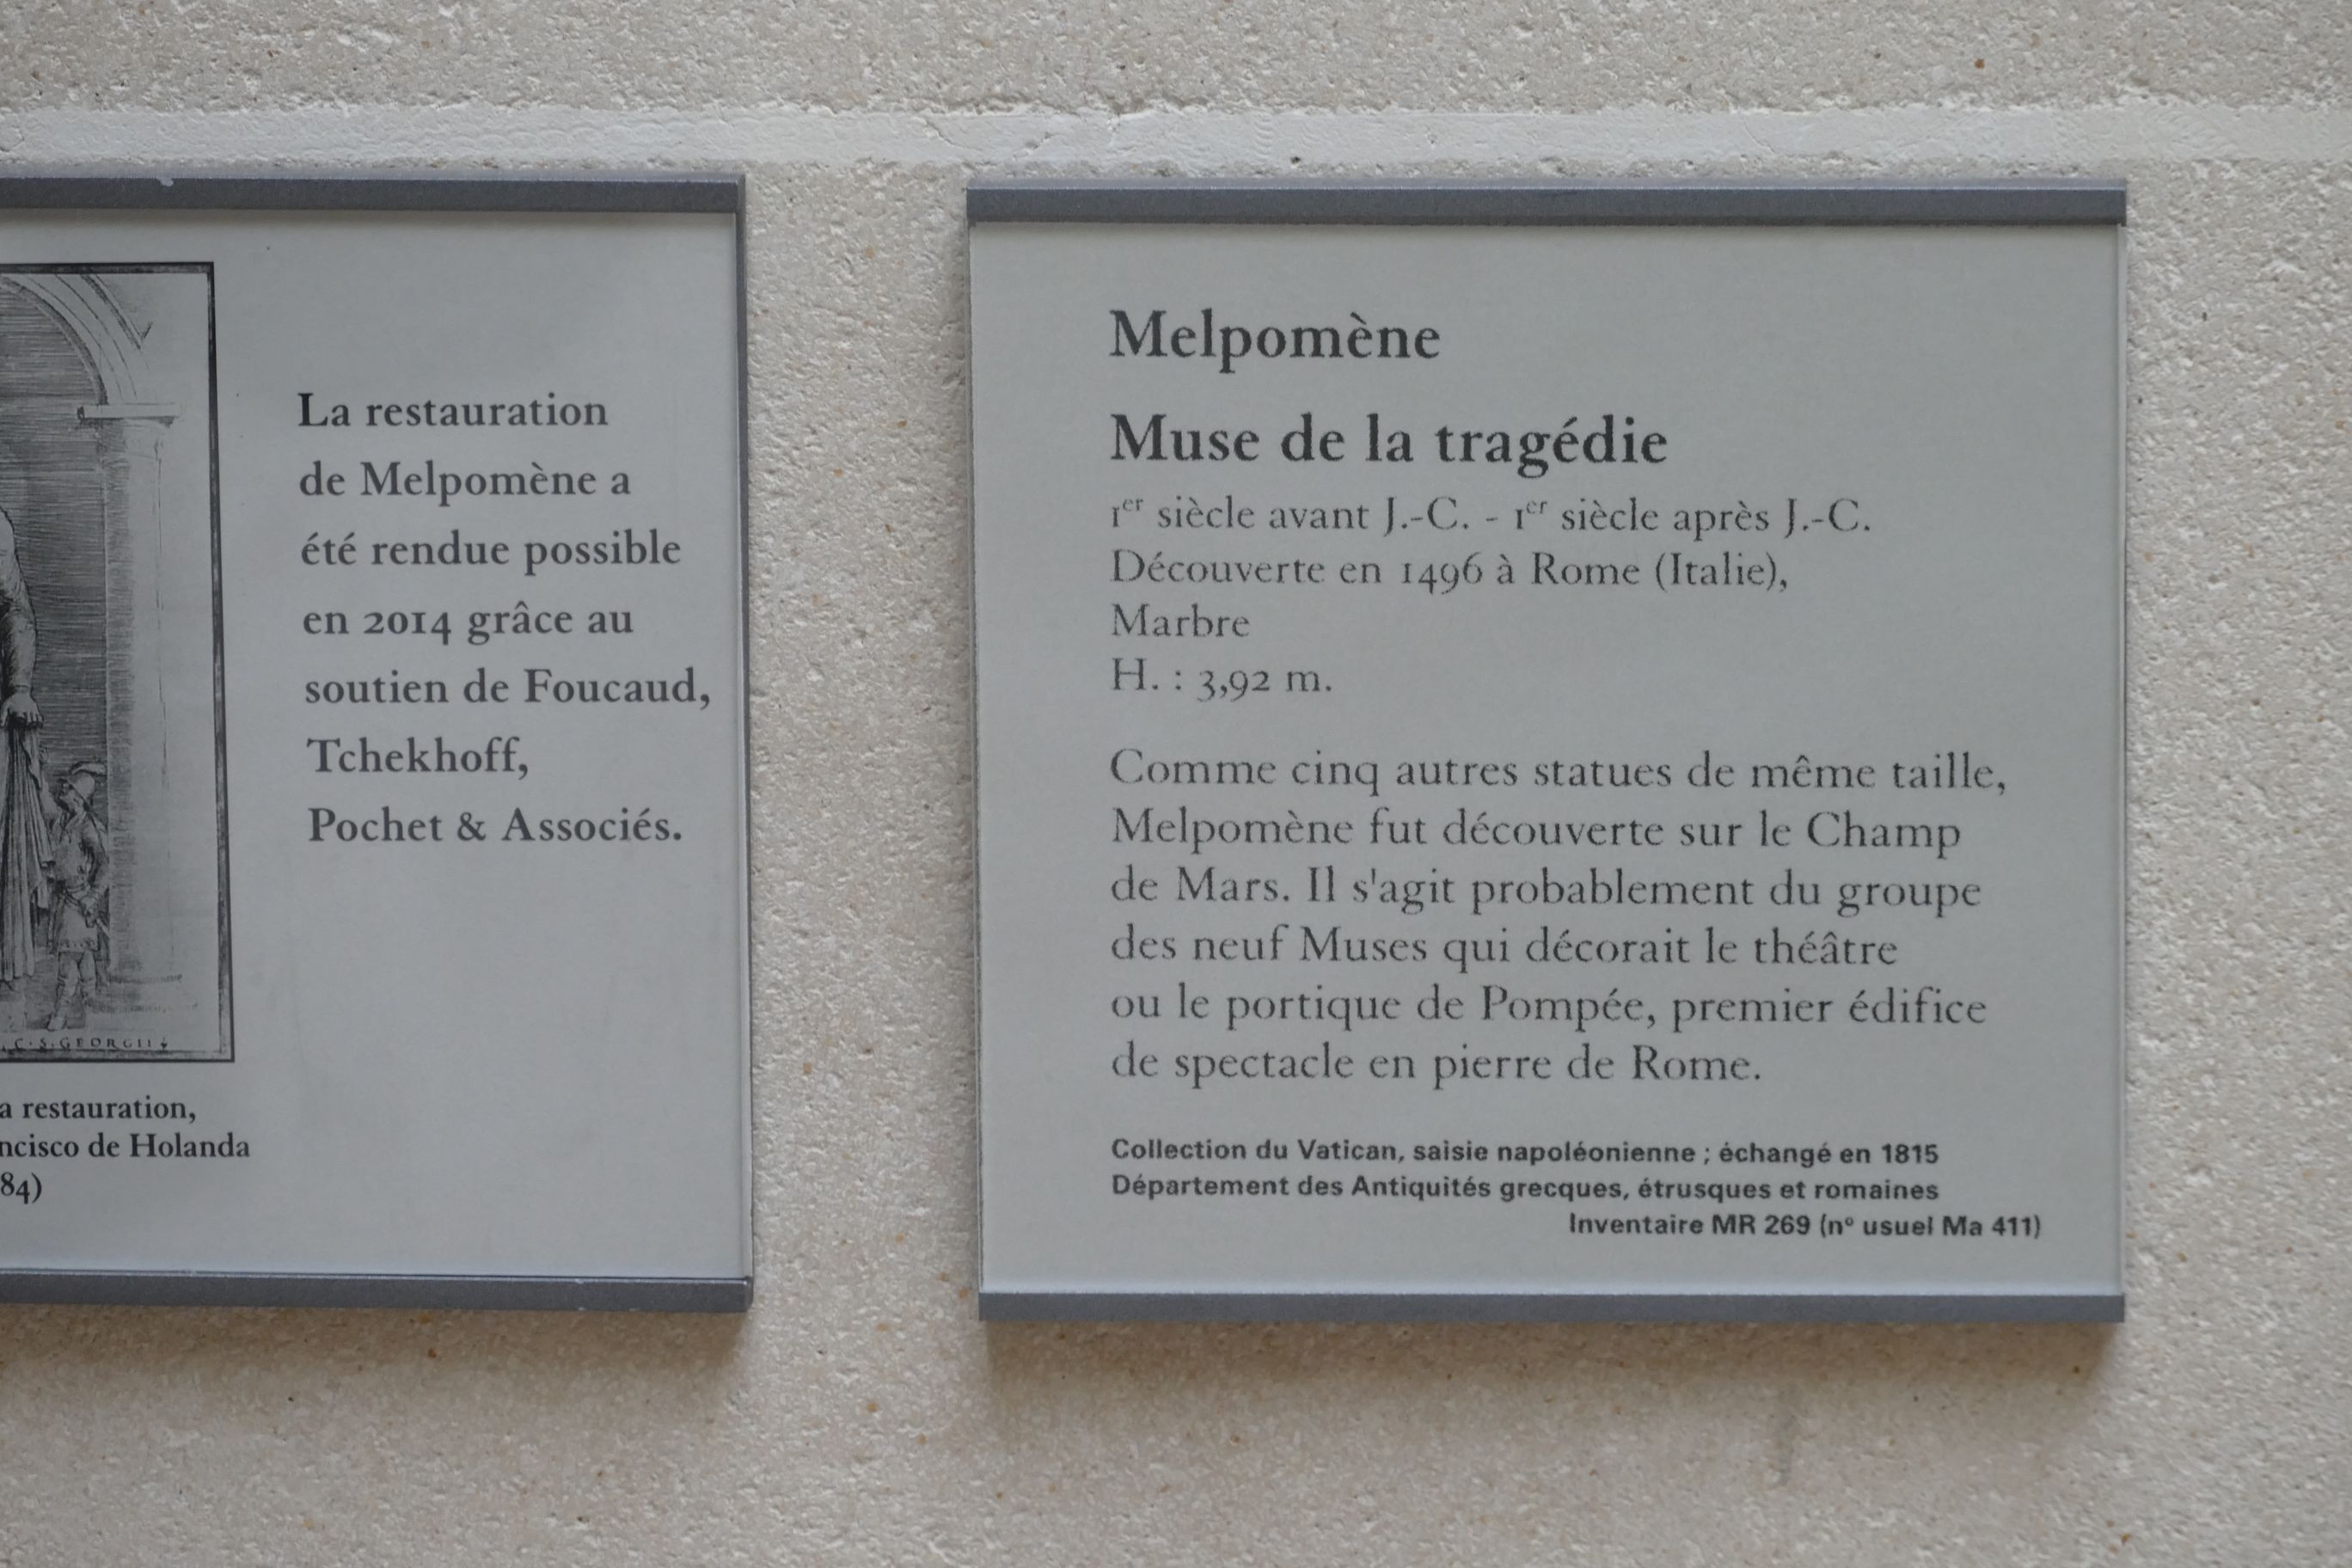 La restauration
de Melpomène a
été rendue possible
en 2014 grâce au
soutien de Foucaud,
Tchekhoff,
Pochet & Associés.
C·S·GEORGII
a restauration,
ncisco de Holanda
84)
Melpomène
Muse de la tragédie
Ier siècle avant J.-C. - Ier siècle après J.-C.
Découverte en 1496 à Rome (Italie),
Marbre
H. : 3,92 m.
Comme cinq autres statues de même taille,
Melpomène fut découverte sur le Champ
de Mars. Il s'agit probablement du groupe
des neuf Muses qui décorait le théâtre
ou le portique de Pompée, premier édifice
de spectacle en pierre de Rome.
Collection du Vatican, saisie napoléonienne ; échangé en 1815
Département des Antiquités grecques, étrusques et romaines
Inventaire MR 269 (n° usuel Ma 411)